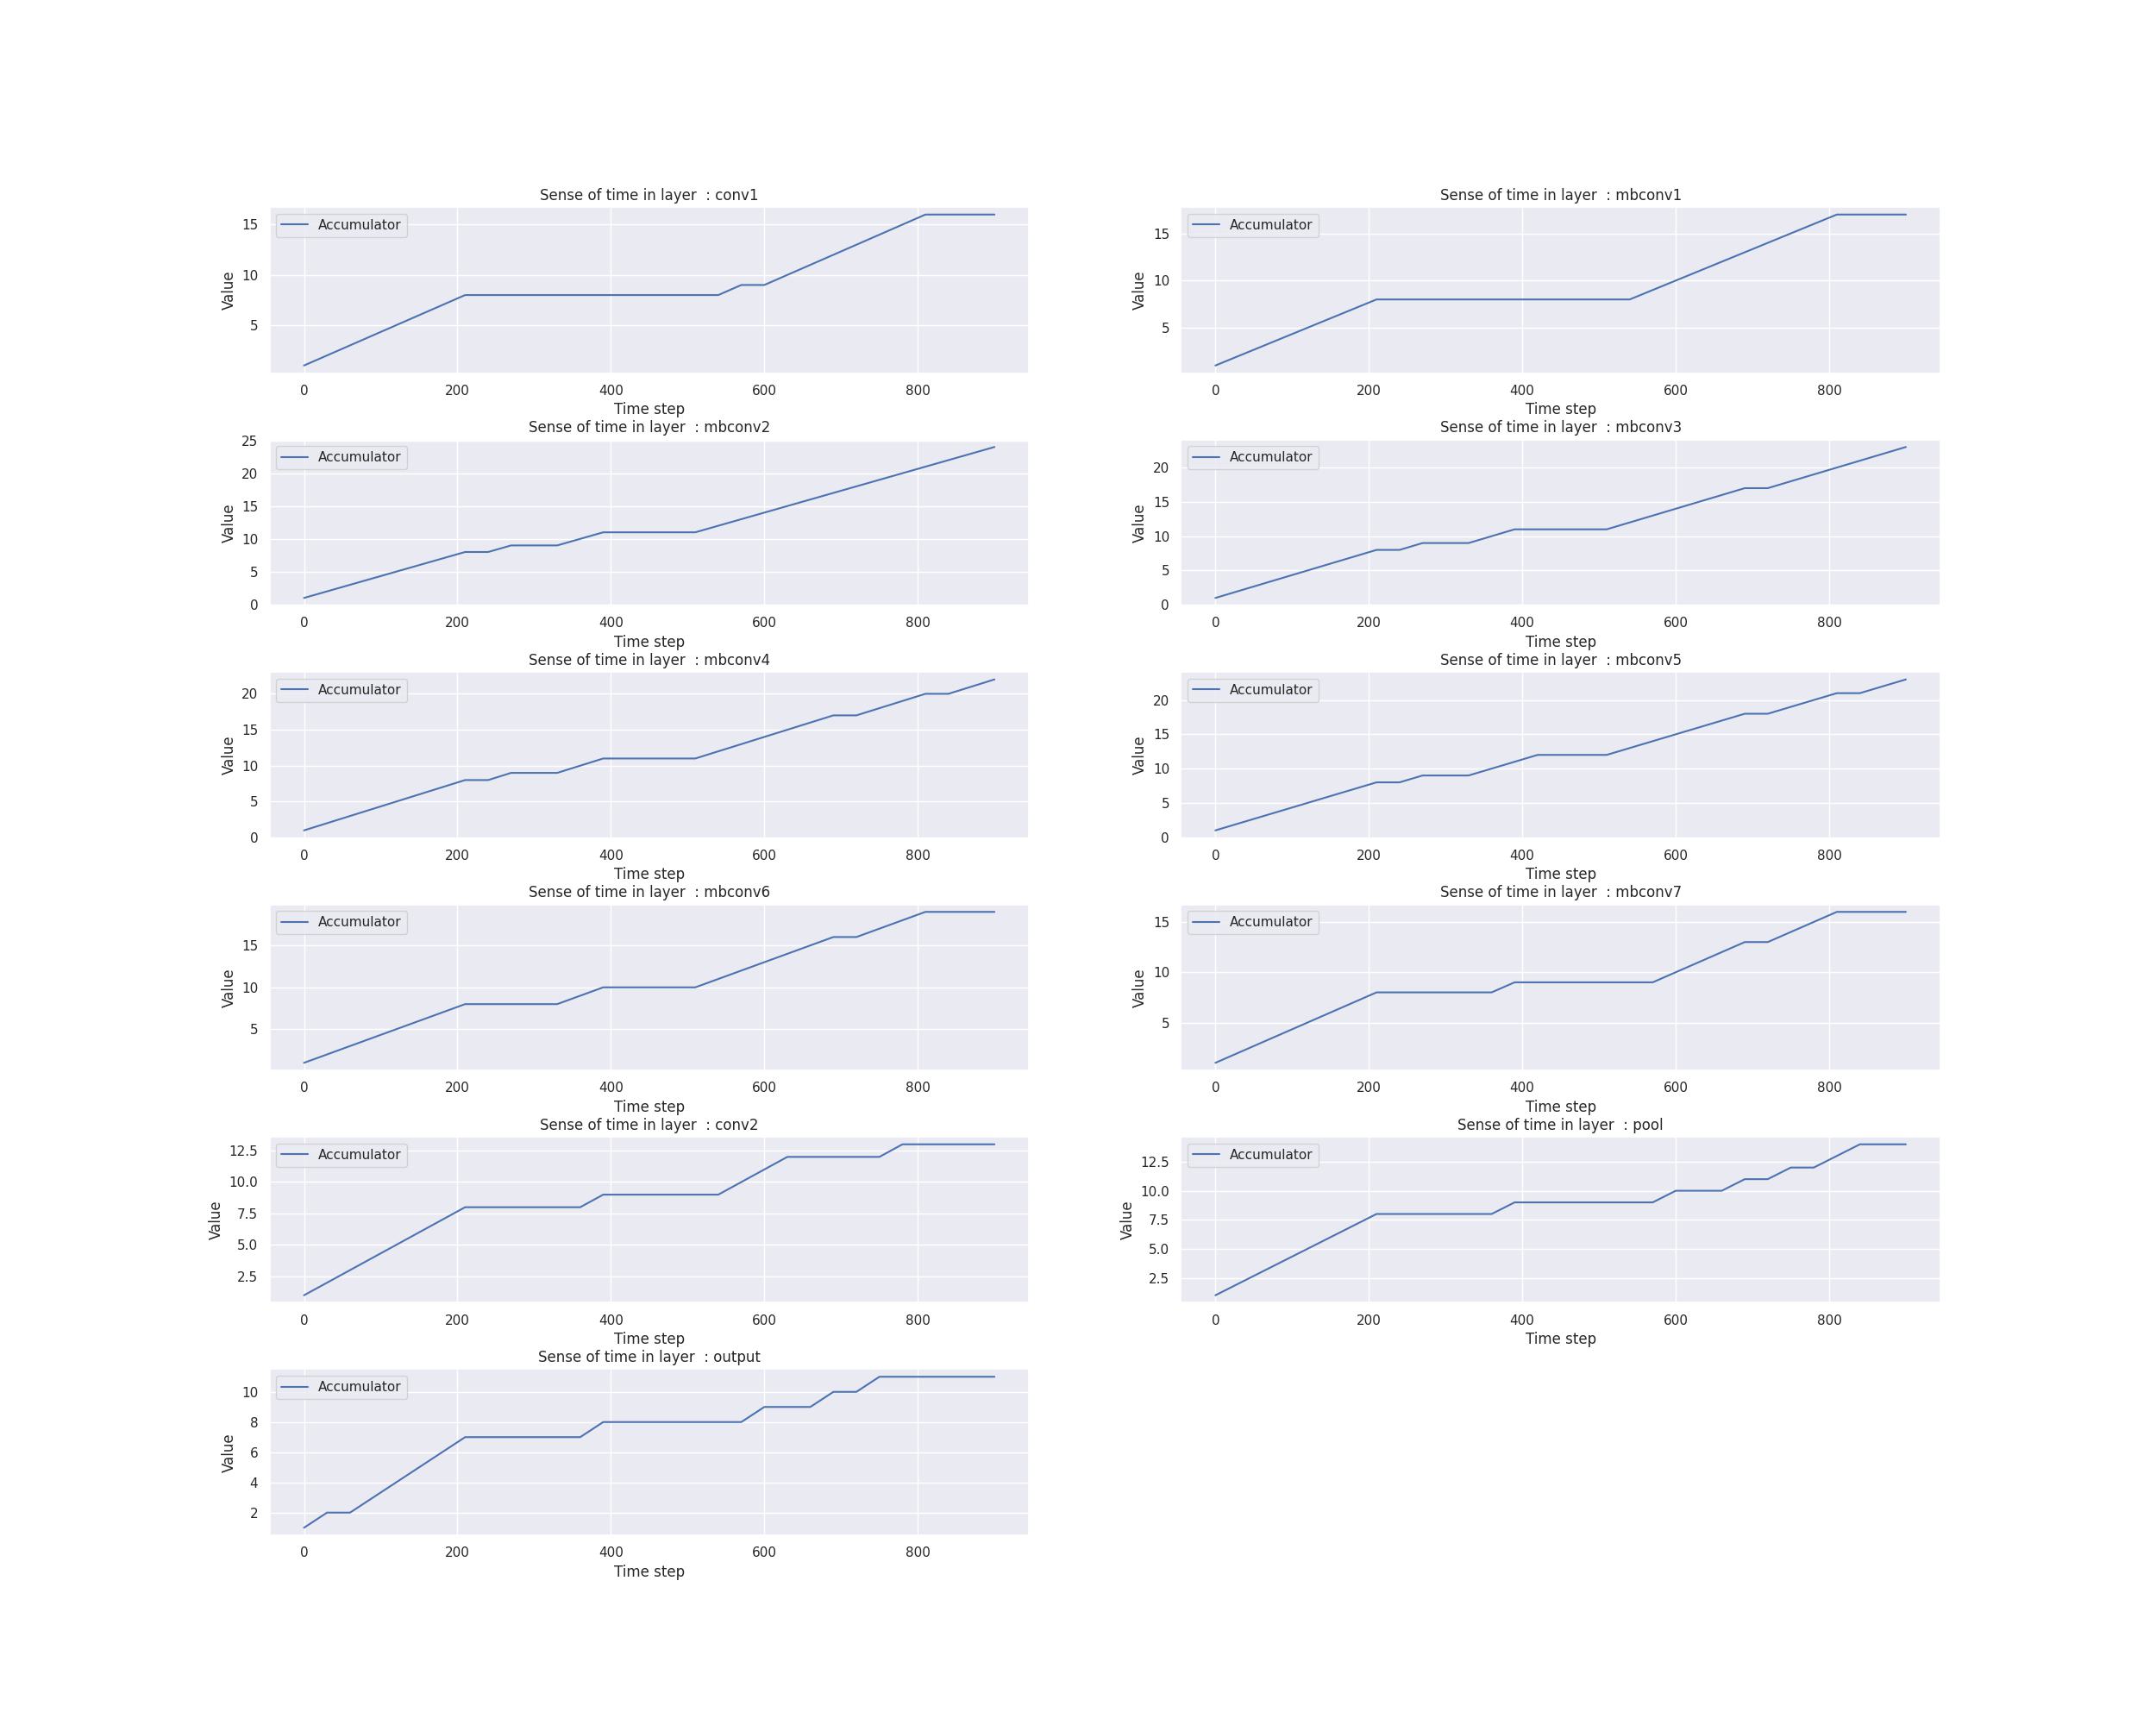 Sense of time in layer  : conv1
Accumulator
15
10
5
Value
0 200 400 600 800
Time step
Sense of time in layer  : mbconv1
Accumulator
15
10
5
Value
0 200 400 600 800
Time step
Sense of time in layer  : mbconv2
Accumulator
25
20
15
10
5
0
Value
0 200 400 600 800
Time step
Sense of time in layer  : mbconv3
Accumulator
20
15
10
5
0
Value
0 200 400 600 800
Time step
Sense of time in layer  : mbconv4
Accumulator
20
15
10
5
0
Value
0 200 400 600 800
Time step
Sense of time in layer  : mbconv5
Accumulator
20
15
10
5
0
Value
0 200 400 600 800
Time step
Sense of time in layer  : mbconv6
Accumulator
15
10
5
Value
0 200 400 600 800
Time step
Sense of time in layer  : mbconv7
Accumulator
15
10
5
Value
0 200 400 600 800
Time step
Sense of time in layer  : conv2
Accumulator
12.5
10.0
7.5
5.0
2.5
Value
0 200 400 600 800
Time step
Sense of time in layer  : pool
Accumulator
12.5
10.0
7.5
5.0
2.5
Value
0 200 400 600 800
Time step
Sense of time in layer  : output
Accumulator
10
8
6
4
2
Value
0 200 400 600 800
Time step